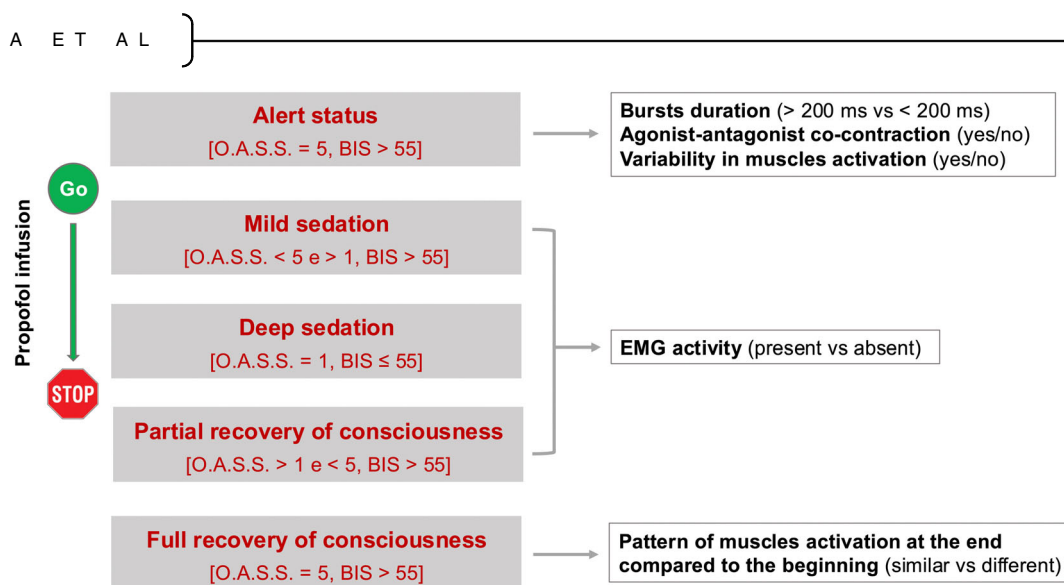 A ET AL
Alert status
[O.A.S.S. = 5, BIS > 55]
Bursts duration (> 200 ms vs < 200 ms)
Agonist-antagonist co-contraction (yes/no)
Variability in muscles activation (yes/no)
Go
Propofol infusion
STOP
Mild sedation
[O.A.S.S. < 5 e > 1, BIS > 55]
Deep sedation
[O.A.S.S. = 1, BIS ≤ 55]
Partial recovery of consciousness
[O.A.S.S. > 1 e < 5, BIS > 55]
EMG activity (present vs absent)
Full recovery of consciousness
[O.A.S.S. = 5, BIS > 55]
Pattern of muscles activation at the end
compared to the beginning (similar vs different)